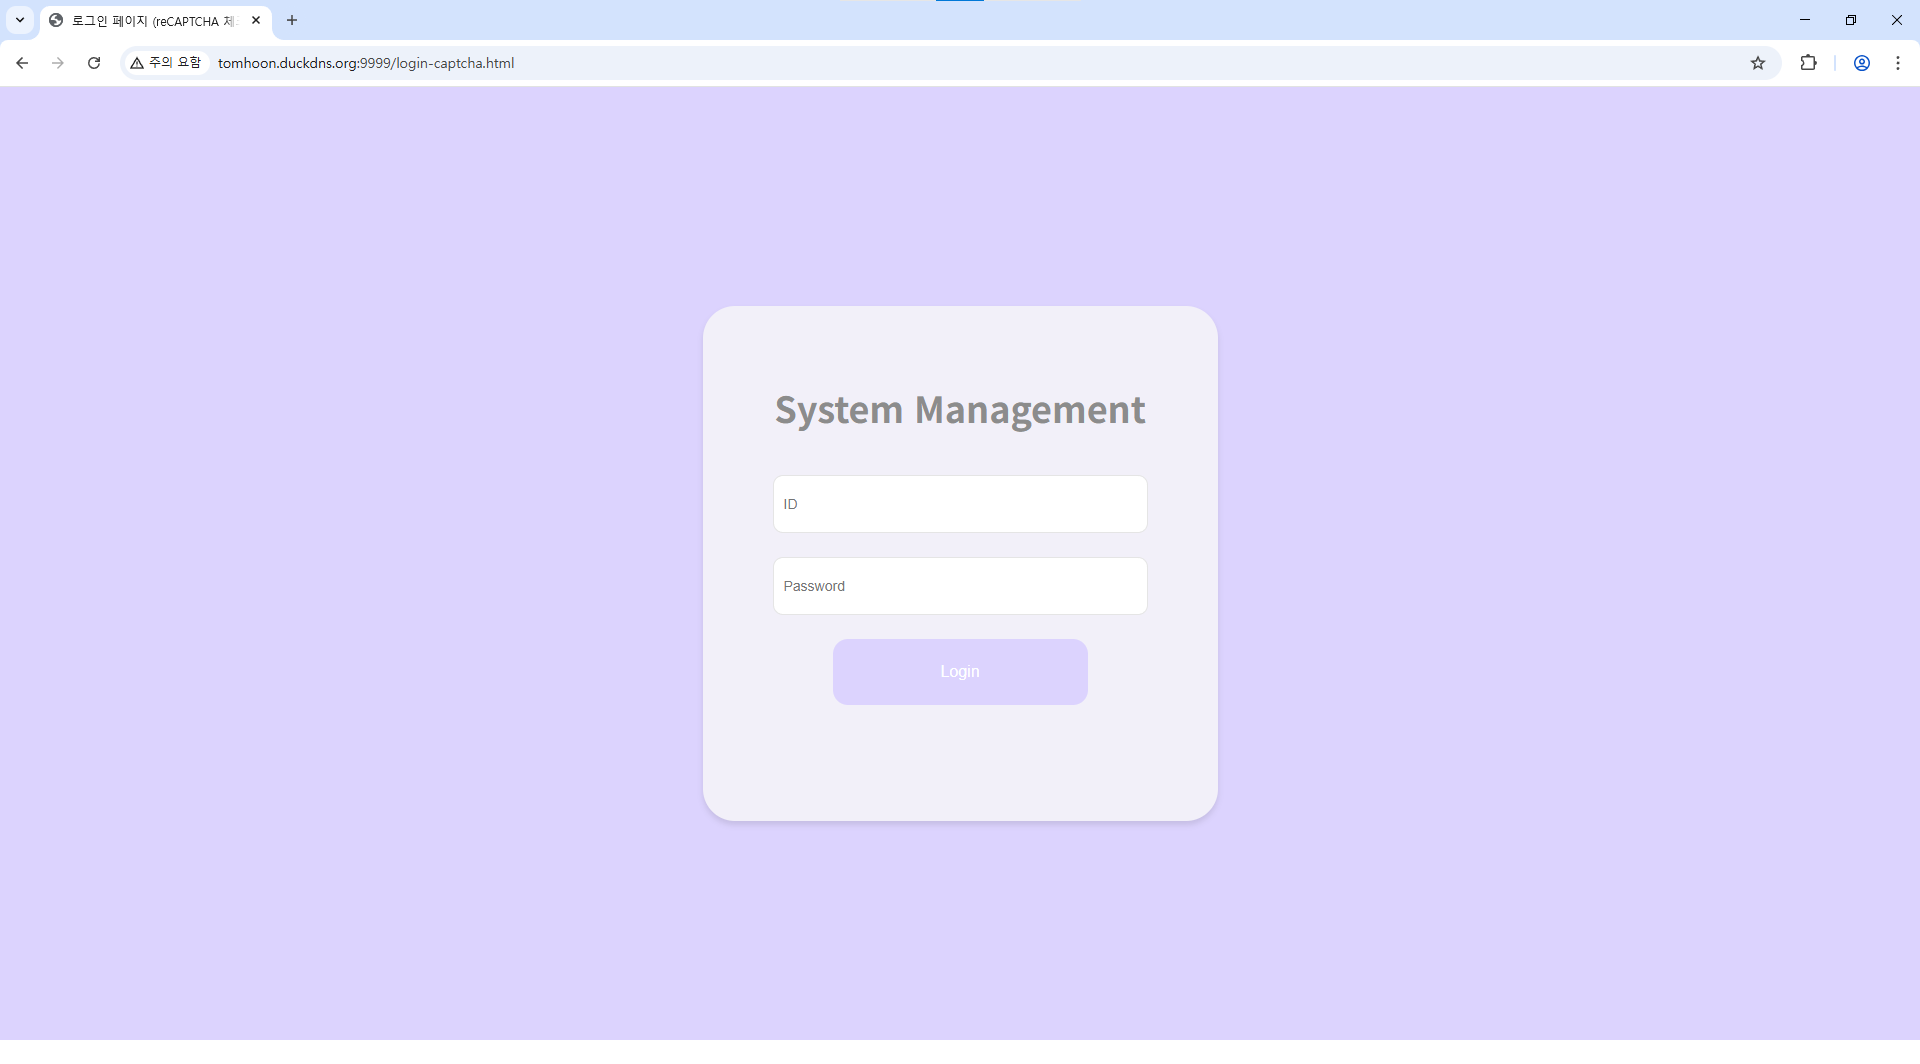 로그인 페이지 (reCAPTCHA
주의 요함
tomhoon.duckdns.org:9999/login-captcha.html
System Management
ID
Password
Login